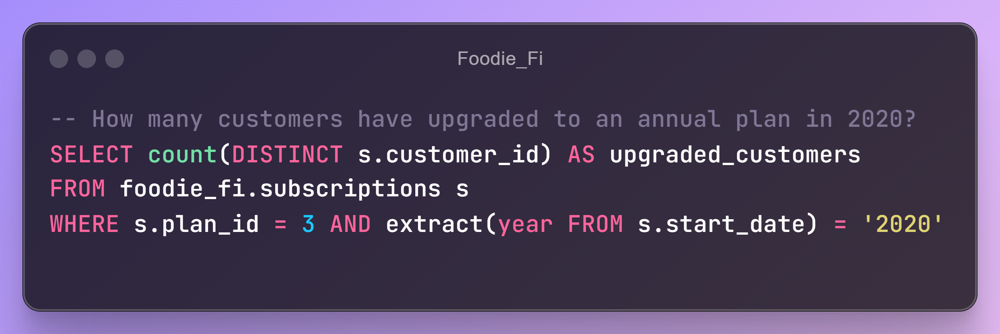 Foodie_Fi
-- How many customers have upgraded to an annual plan in 2020?
SELECT count(DISTINCT s.customer_id) AS upgraded_customers
FROM foodie_fi.subscriptions s
WHERE s.plan_id = 3 AND extract(year FROM s.start_date) = '2020'